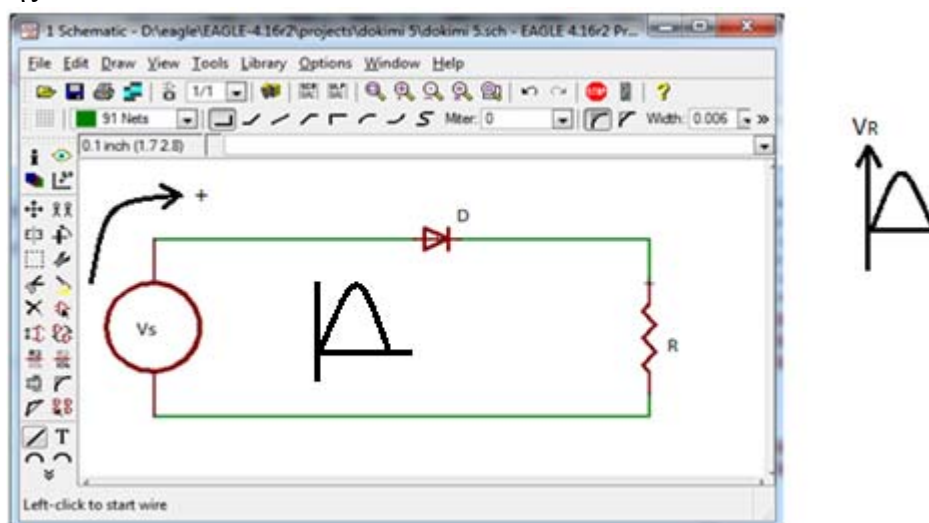 1 Schematic - D:\eagle\EAGLE-4.16r2\projects\dokimi 5\dokimi 5.sch - EAGLE 4.16r2 Pr...
File Edit Draw View Tools Library Options Window Help
1/1
STOP
?
91 Nets
Miter: 0
Width: 0.006
»
0.1 inch (1.7 2.8)
+
D
Vs
R
VR
T
Left-click to start wire